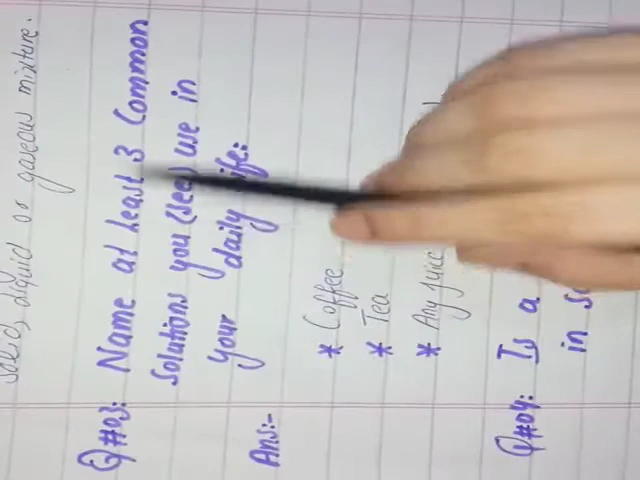 solid, liquid or gaseous mixture.
Q#03: Name at least 3 Common
Solutions you (see) use in
your daily life:
Ans:-
* Coffee
* Tea
* Any Juice
Q#04: Is a
in